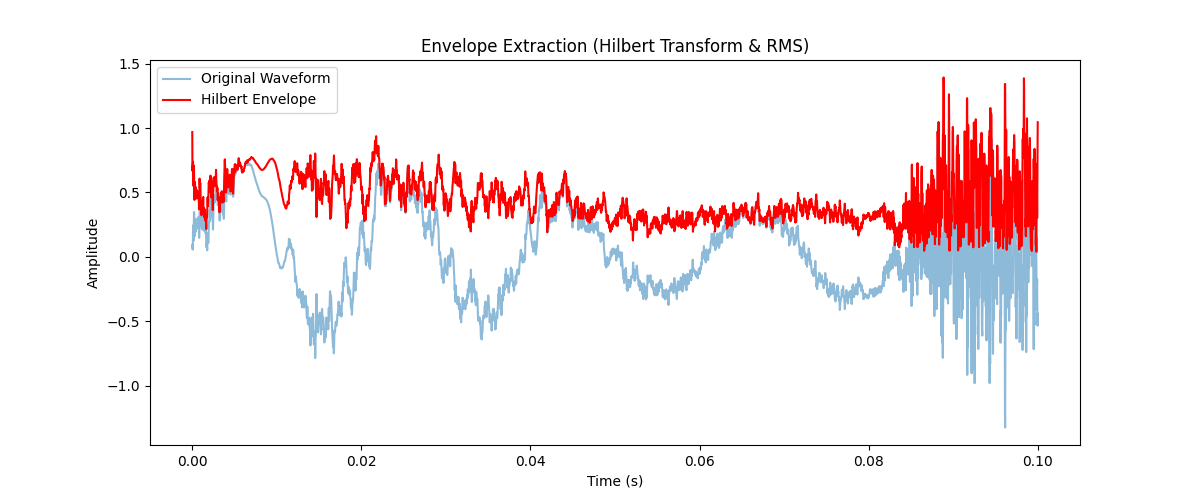 Envelope Extraction (Hilbert Transform & RMS)
Original Waveform
Hilbert Envelope
Amplitude
1.5
1.0
0.5
0.0
−0.5
−1.0
0.00 0.02 0.04 0.06 0.08 0.10
Time (s)